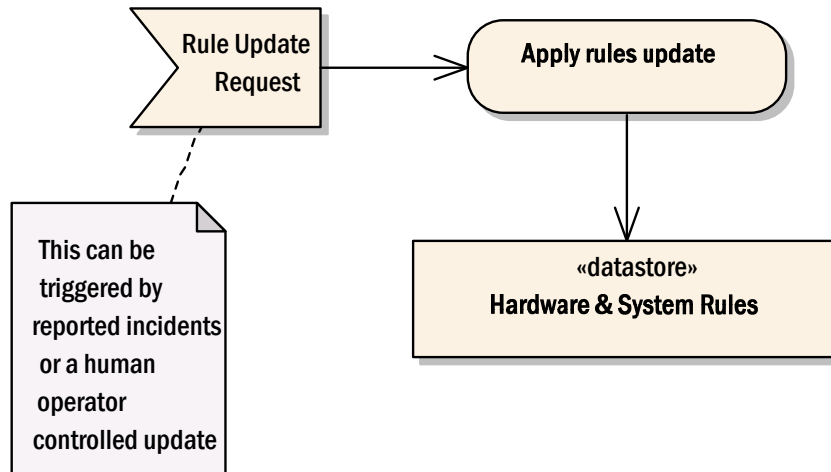 Rule Update
Request
Apply rules update
This can be
triggered by
reported incidents
or a human
operator
controlled update
«datastore»
Hardware & System Rules